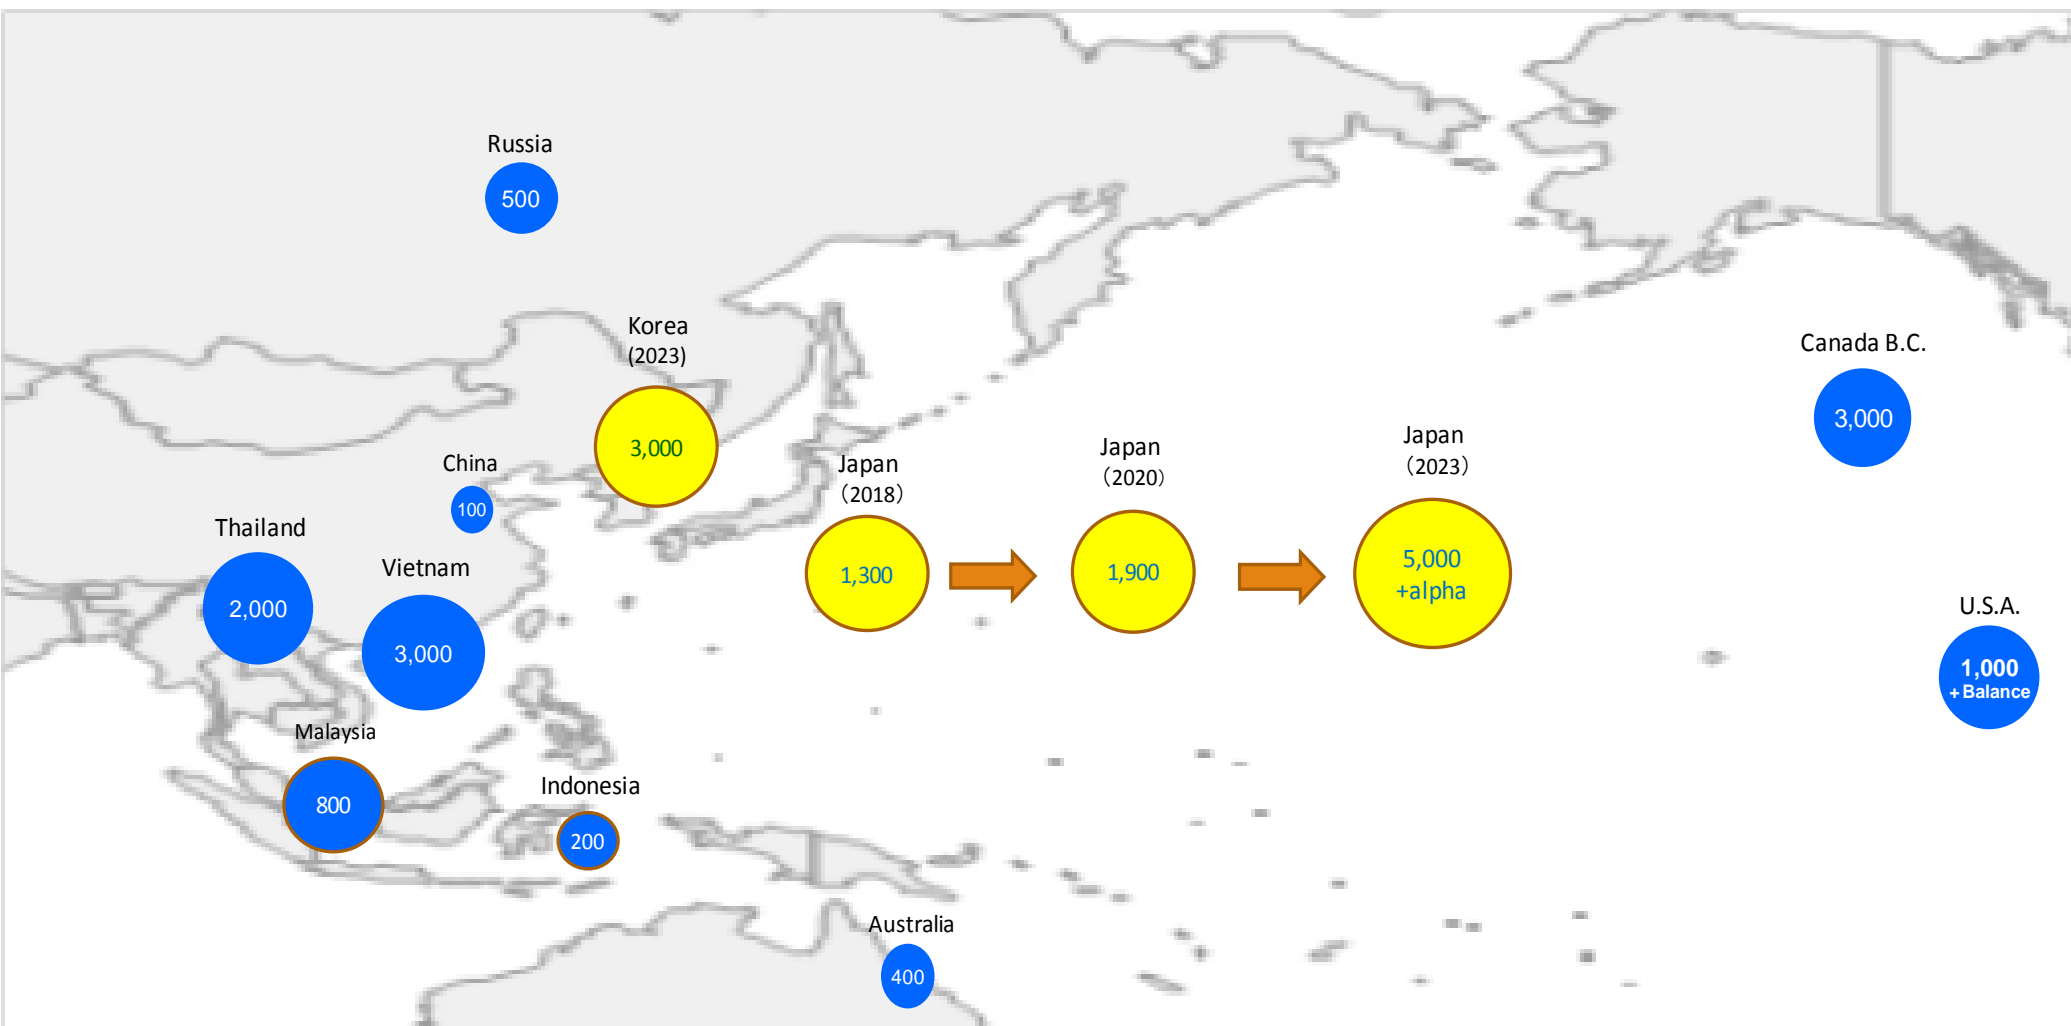 Russia
500
Korea
(2023)
3,000
Canada B.C.
3,000
China
100
Japan
（2018）
1,300
Japan
（2020）
1,900
Japan
（2023）
5,000
+alpha
Thailand
2,000
Vietnam
3,000
U.S.A.
1,000
+ Balance
Malaysia
800
Indonesia
200
Australia
400